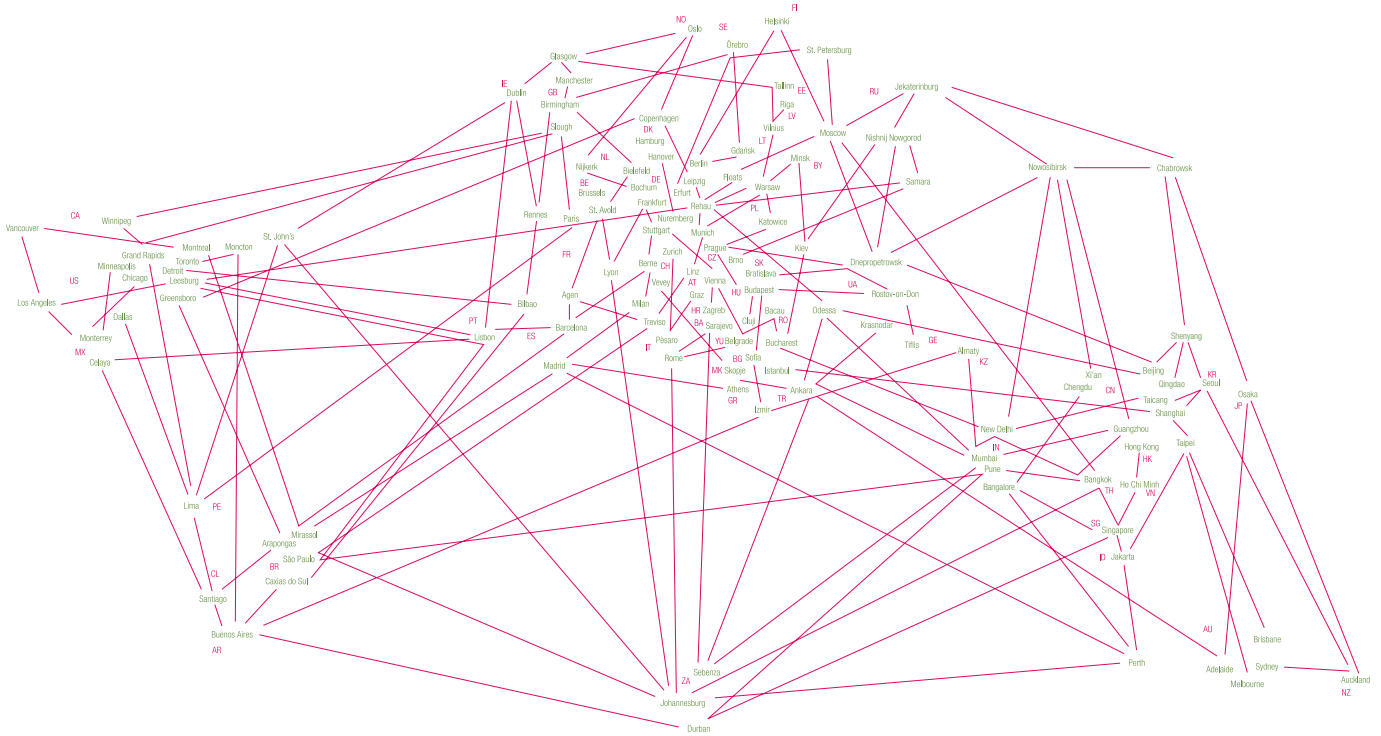 FI
NO
Helsinki
SE
Oslo
Örebro
St. Petersburg
Glasgow
Manchester
IE
Tallinn
Jekaterinburg
Dublin
GB
EE
RU
Birmingham
Riga
LV
Copenhagen
Slough
DK
Vilnius
Moscow
Nishnij Nowgorod
Hamburg
LT
Gdańsk
Hanover
NL
Berlin
Minsk
BY
Nijkerk
Bielefeld
Nowosibirsk
Chabrowsk
DE
Floats
BE
Bochum
Leipzig
Warsaw
Samara
Brussels
Erfurt
Frankfurt
Rehau
PL
St. Avold
CA
Rennes
Paris
Nuremberg
Katowice
Winnipeg
Vancouver
St. John's
Stuttgart
Munich
Montreal
Moncton
Prague
Kiev
Grand Rapids
FR
Zurich
CZ
Brno
Toronto
Minneapolis
Detroit
Berne
CH
SK
Dnepropetrowsk
Chicago
Lyon
Linz
Bratislava
US
Leesburg
Vevey
AT
Vienna
HU
Budapest
UA
Greensboro
Agen
Graz
Rostov-on-Don
Los Angeles
Bilbao
Milan
HR
Zagreb
Bacau
Dallas
PT
Treviso
Cluj
RO
Odessa
Krasnodar
ES
Barcelona
BA
Sarajevo
Monterrey
Lisbon
Pésaro
YU
Belgrade
Bucharest
GE
Shenyang
MX
IT
Tiflis
Celaya
Madrid
Rome
BG
Sofia
Almaty
KZ
MK
Skopje
Istanbul
Beijing
KR
Xi'an
Athens
Ankara
Chengdu
CN
Qingdao
Seoul
GR
TR
Taicang
Osaka
Izmir
Shanghai
JP
New Delhi
Guangzhou
IN
Hong Kong
Taipei
Mumbai
HK
Pune
Bangkok
Ho Chi Minh
Bangalore
TH
VN
Lima
PE
SG
Singapore
Mirassol
Arapongas
ID
Jakarta
São Paulo
BR
CL
Caxias do Sul
Santiago
Buenos Aires
AU
Brisbane
AR
Perth
Adelaide
Sydney
Sebenza
ZA
Auckland
Melbourne
NZ
Johannesburg
Durban